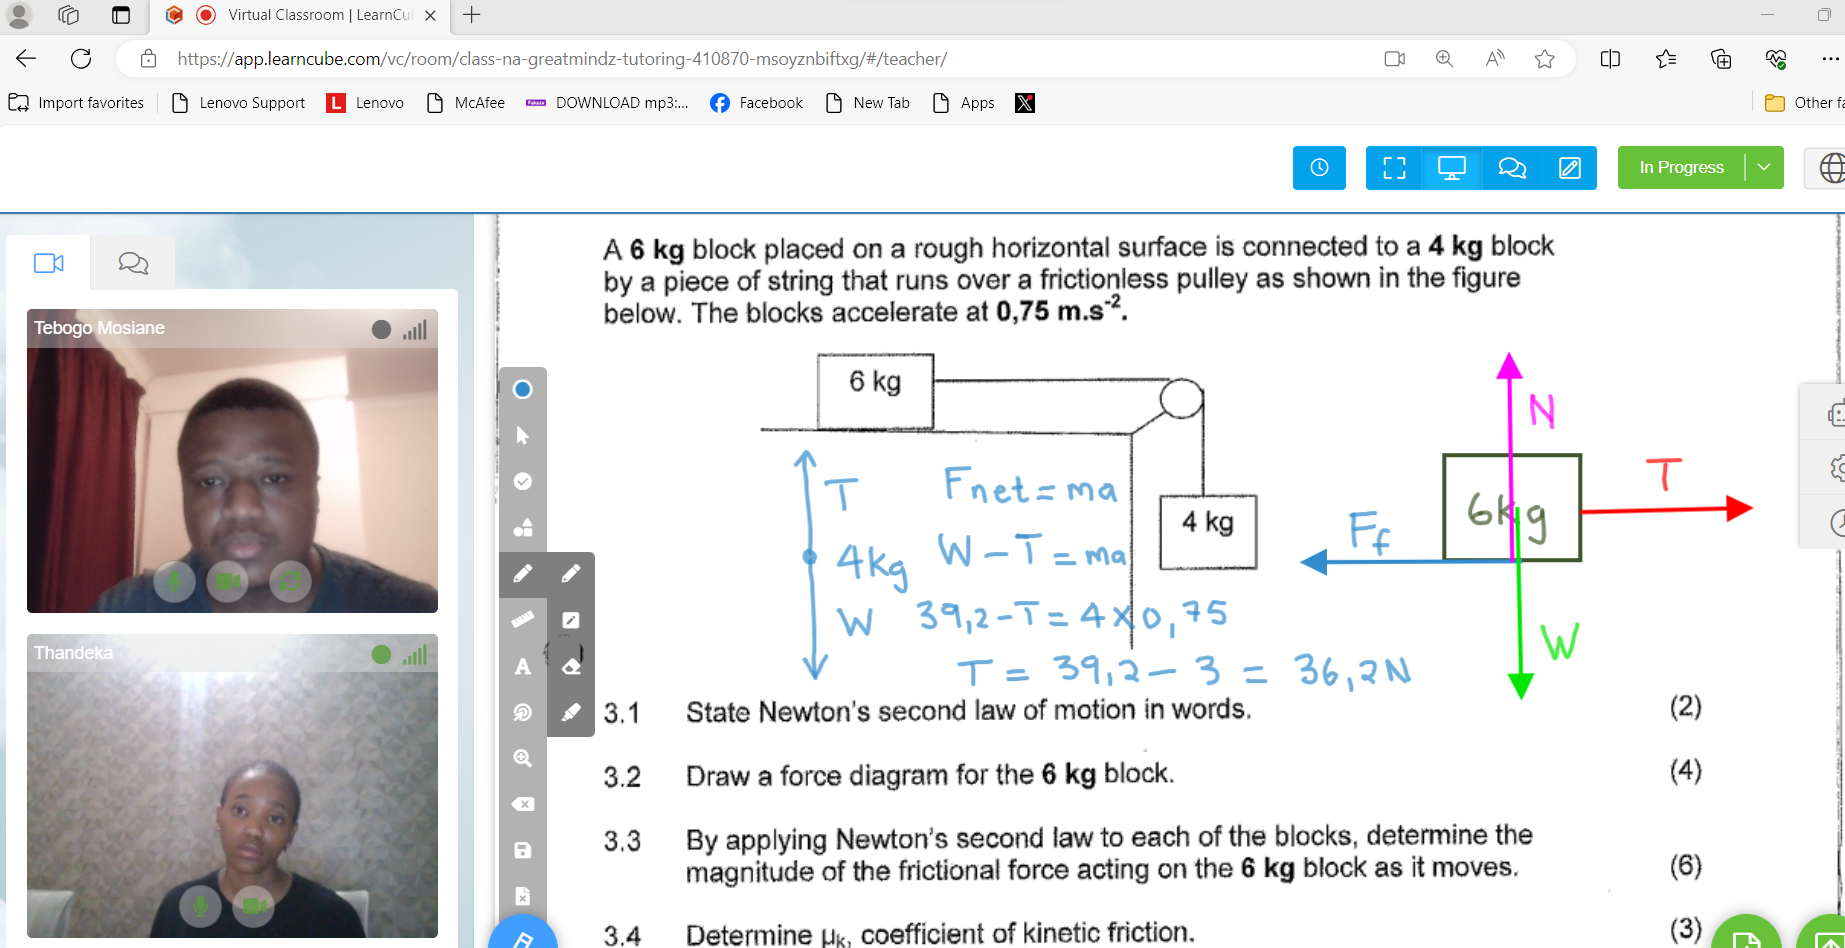 Virtual Classroom | LearnCu
https://app.learncube.com/vc/room/class-na-greatmindz-tutoring-410870-msoyznbiftxg/#/teacher/
Import favorites
Lenovo Support
L Lenovo
McAfee
DOWNLOAD mp3:...
Facebook
New Tab
Apps
X
Other fa
In Progress
Tebogo Mosiane
Thandeka
A 6 kg block placed on a rough horizontal surface is connected to a 4 kg block
by a piece of string that runs over a frictionless pulley as shown in the figure
below. The blocks accelerate at 0,75 m.s⁻².
6 kg
4 kg
T
4kg
W
Fnet = ma
W - T = ma
39,2 - T = 4 x 0,75
T = 39,2 - 3 = 36,2N
N
T
6kg
Ff
W
A
3.1 State Newton's second law of motion in words. (2)
3.2 Draw a force diagram for the 6 kg block. (4)
3.3 By applying Newton's second law to each of the blocks, determine the
magnitude of the frictional force acting on the 6 kg block as it moves. (6)
3.4 Determine μk, coefficient of kinetic friction. (3)